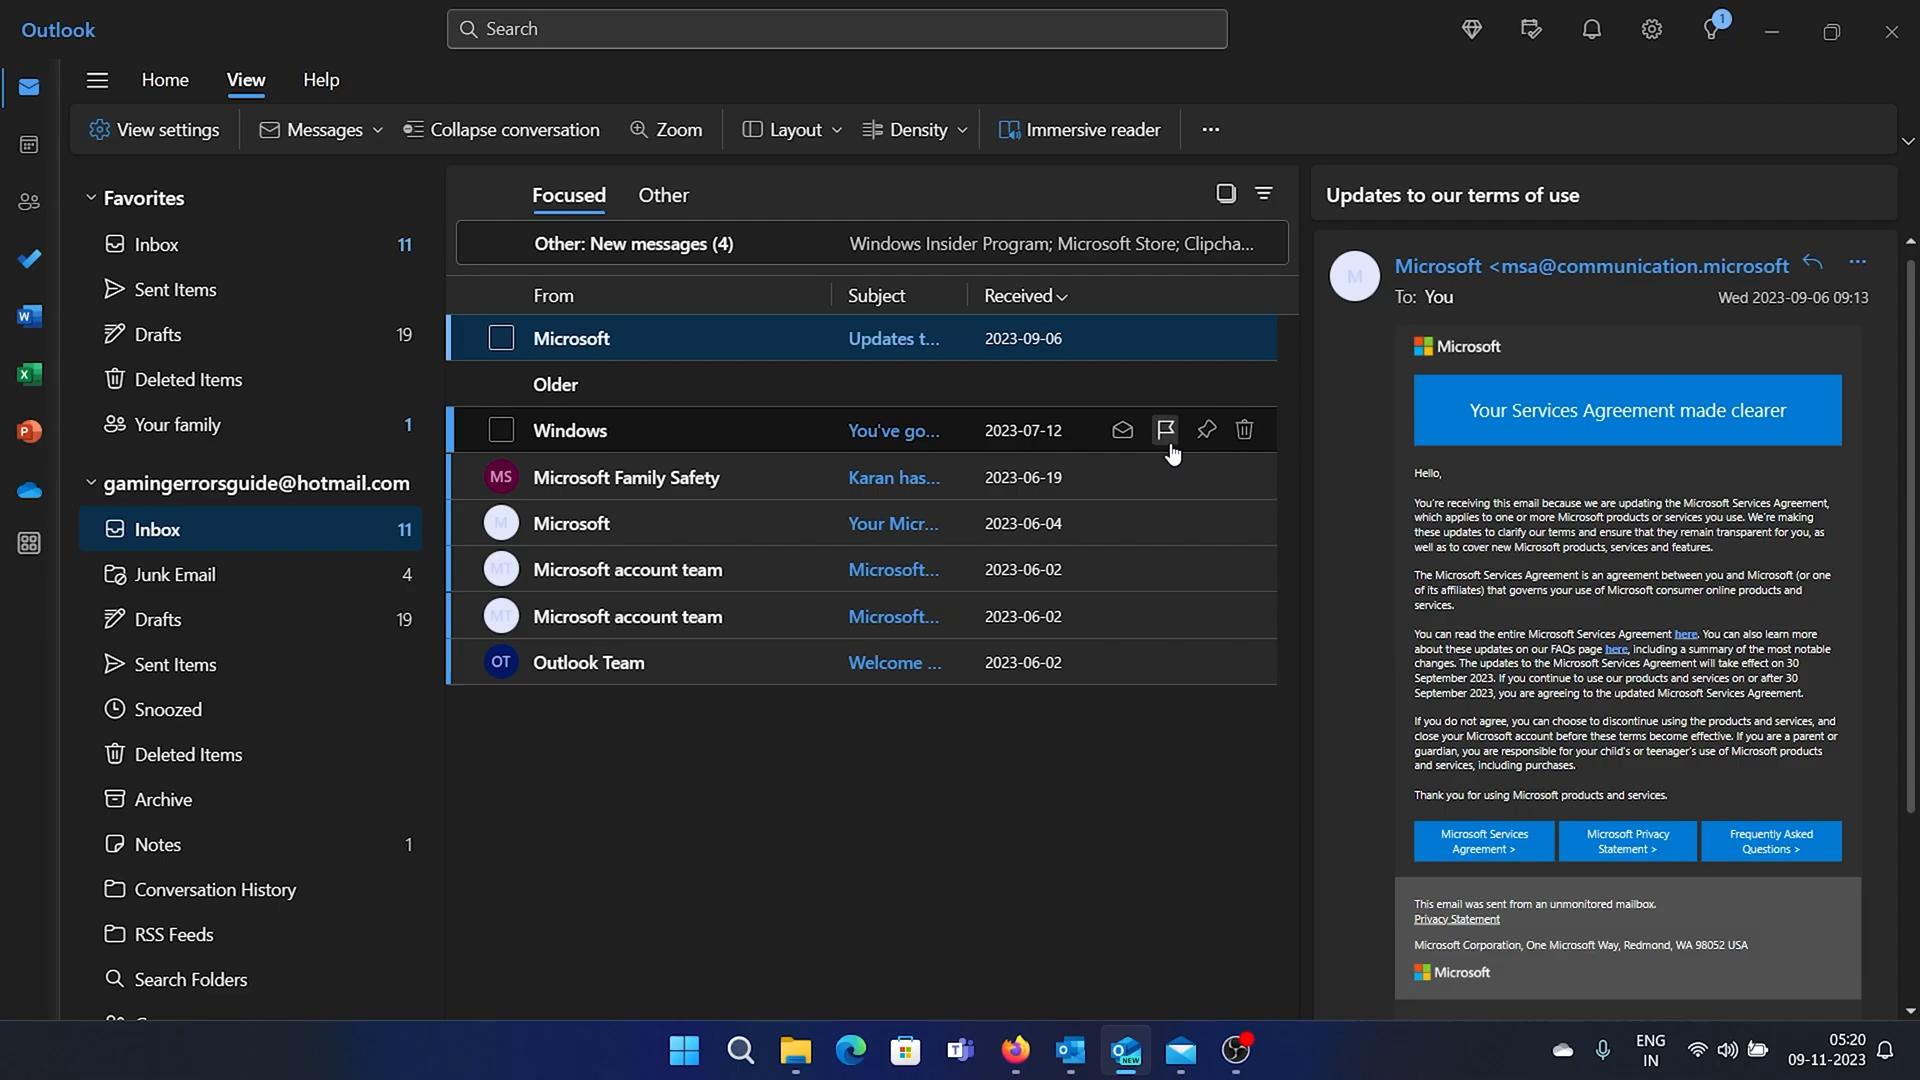 Outlook
Search
1
Home
View
Help
View settings
Messages
Collapse conversation
Zoom
Layout
Density
Immersive reader
Favorites
Inbox 11
Sent Items
Drafts 19
Deleted Items
Your family 1
gamingerrorsguide@hotmail.com
Inbox 11
Junk Email 4
Drafts 19
Sent Items
Snoozed
Deleted Items
Archive
Notes 1
Conversation History
RSS Feeds
Search Folders
Focused
Other
Other: New messages (4) Windows Insider Program; Microsoft Store; Clipcha...
From Subject Received
Microsoft Updates t... 2023-09-06
Older
Windows You've go... 2023-07-12
MS Microsoft Family Safety Karan has... 2023-06-19
M Microsoft Your Micr... 2023-06-04
MT Microsoft account team Microsoft... 2023-06-02
MT Microsoft account team Microsoft... 2023-06-02
OT Outlook Team Welcome ... 2023-06-02
Updates to our terms of use
M
Microsoft <msa@communication.microsoft
To: You
Wed 2023-09-06 09:13
Microsoft
Your Services Agreement made clearer
Hello,
You're receiving this email because we are updating the Microsoft Services Agreement,
which applies to one or more Microsoft products or services you use. We're making
these updates to clarify our terms and ensure that they remain transparent for you, as
well as to cover new Microsoft products, services and features.
The Microsoft Services Agreement is an agreement between you and Microsoft (or one
of its affiliates) that governs your use of Microsoft consumer online products and
services.
You can read the entire Microsoft Services Agreement here. You can also learn more
about these updates on our FAQs page here, including a summary of the most notable
changes. The updates to the Microsoft Services Agreement will take effect on 30
September 2023. If you continue to use our products and services on or after 30
September 2023, you are agreeing to the updated Microsoft Services Agreement.
If you do not agree, you can choose to discontinue using the products and services, and
close your Microsoft account before these terms become effective. If you are a parent or
guardian, you are responsible for your child's or teenager's use of Microsoft products
and services, including purchases.
Thank you for using Microsoft products and services.
Microsoft Services
Agreement >
Microsoft Privacy
Statement >
Frequently Asked
Questions >
This email was sent from an unmonitored mailbox.
Privacy Statement
Microsoft Corporation, One Microsoft Way, Redmond, WA 98052 USA
Microsoft
NEW
ENG
IN
05:20
09-11-2023